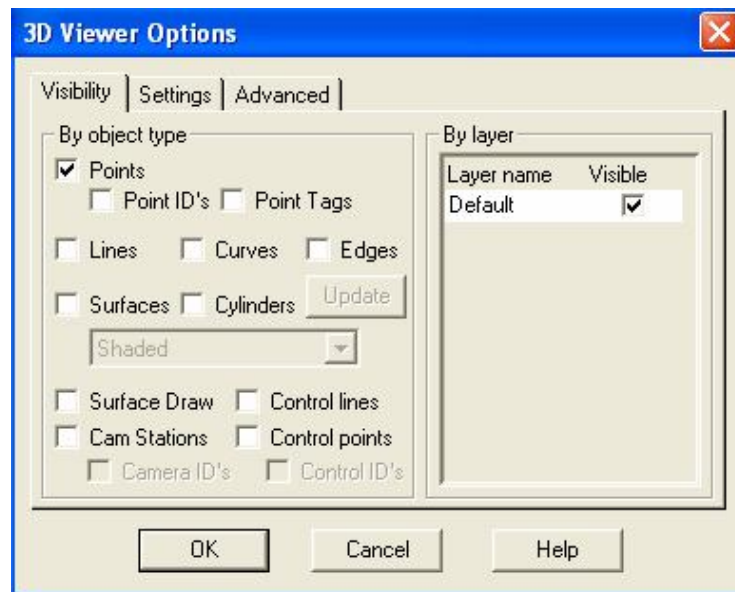 3D Viewer Options
Visibility Settings Advanced
By object type
Points
Point ID's Point Tags
Lines Curves Edges
Surfaces Cylinders Update
Shaded
Surface Draw Control lines
Cam Stations Control points
Camera ID's Control ID's
By layer
Layer name Visible
Default
OK Cancel Help